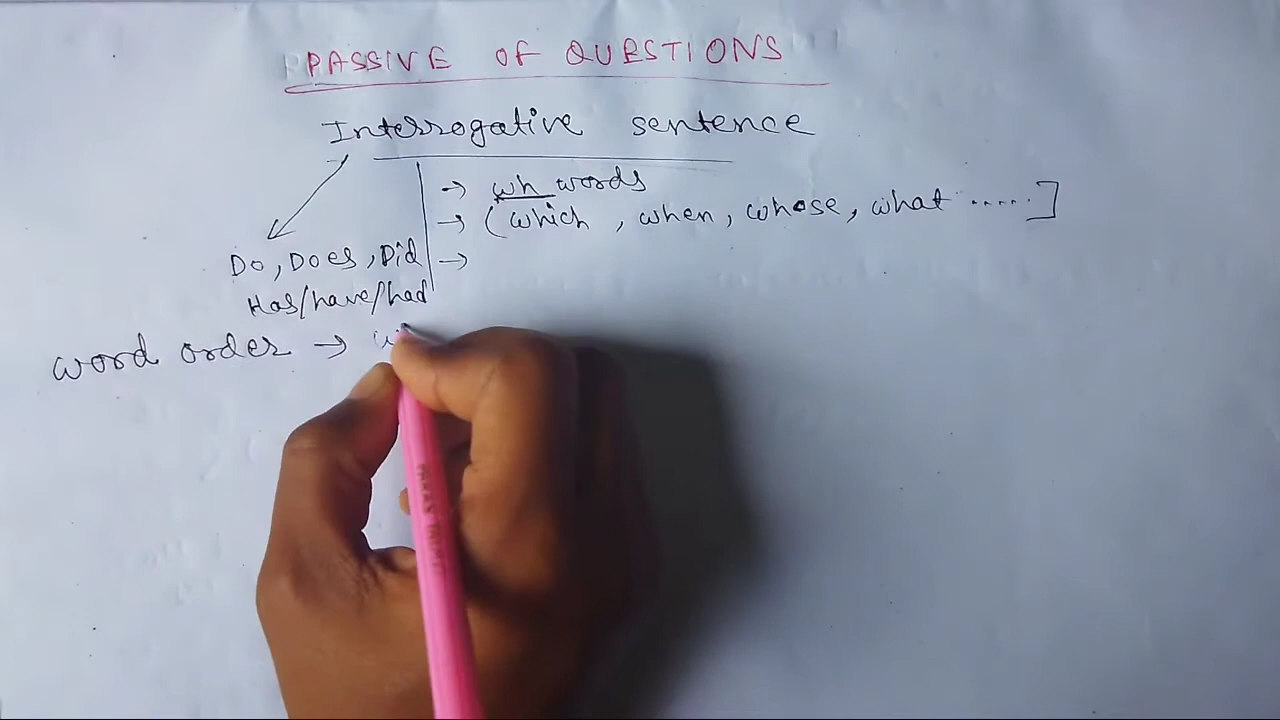 PASSIVE OF QUESTIONS
Interrogative sentence
→ wh words
→ (which, when, whose, what .....]
Do, Does, Did →
Has/have/had
word order →